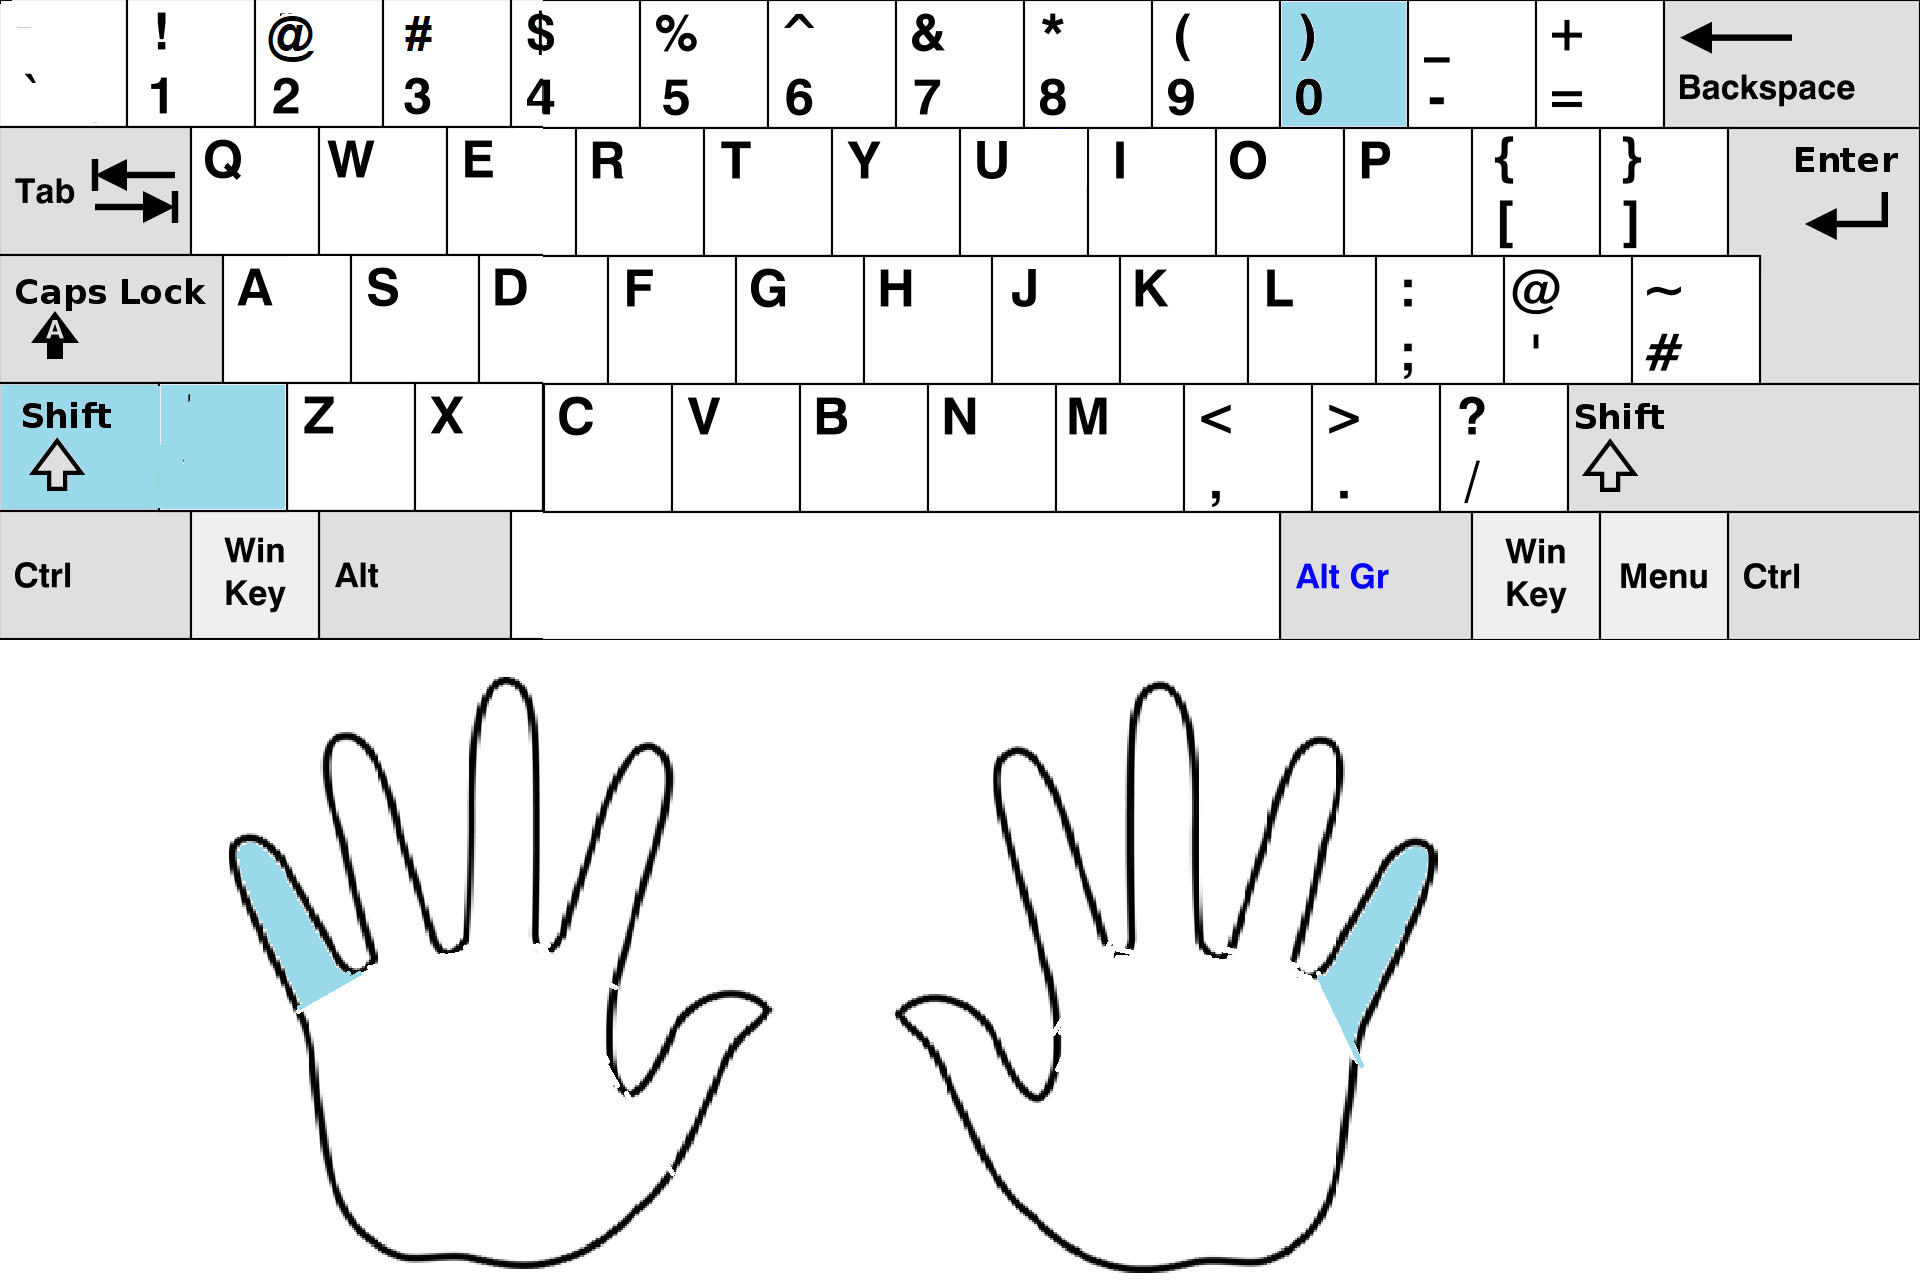 ! @ # $ % ^ & * ( ) _ +
` 1 2 3 4 5 6 7 8 9 0 - = Backspace
Tab Q W E R T Y U I O P { } Enter
[ ]
Caps Lock A S D F G H J K L : @ ~
A ; ' #
Shift Z X C V B N M < > ? Shift
, . /
Ctrl Win Key Alt Alt Gr Win Key Menu Ctrl